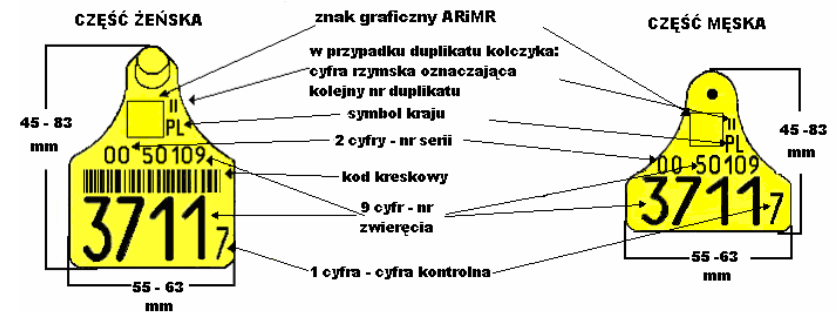 CZĘŚĆ ŻEŃSKA
znak graficzny ARiMR
CZĘŚĆ MĘSKA
w przypadku duplikatu kolczyka:
cyfra rzymska oznaczająca
kolejny nr duplikatu
symbol kraju
2 cyfry - nr serii
kod kreskowy
9 cyfr - nr
zwieręcia
1 cyfra - cyfra kontrolna
45 - 83
mm
II
PL
00 50109
3711 7
55 - 63
mm
II
PL
00 50109
3711 7
45 -83
mm
55 -63
mm